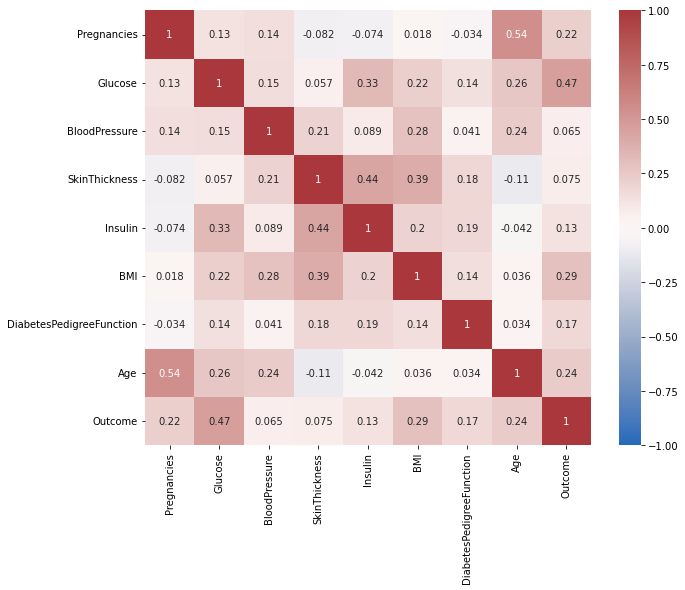 Pregnancies 1 0.13 0.14 -0.082 -0.074 0.018 -0.034 0.54 0.22
Glucose 0.13 1 0.15 0.057 0.33 0.22 0.14 0.26 0.47
BloodPressure 0.14 0.15 1 0.21 0.089 0.28 0.041 0.24 0.065
SkinThickness -0.082 0.057 0.21 1 0.44 0.39 0.18 -0.11 0.075
Insulin -0.074 0.33 0.089 0.44 1 0.2 0.19 -0.042 0.13
BMI 0.018 0.22 0.28 0.39 0.2 1 0.14 0.036 0.29
DiabetesPedigreeFunction -0.034 0.14 0.041 0.18 0.19 0.14 1 0.034 0.17
Age 0.54 0.26 0.24 -0.11 -0.042 0.036 0.034 1 0.24
Outcome 0.22 0.47 0.065 0.075 0.13 0.29 0.17 0.24 1
Pregnancies
Glucose
BloodPressure
SkinThickness
Insulin
BMI
DiabetesPedigreeFunction
Age
Outcome
1.00
0.75
0.50
0.25
0.00
−0.25
−0.50
−0.75
−1.00